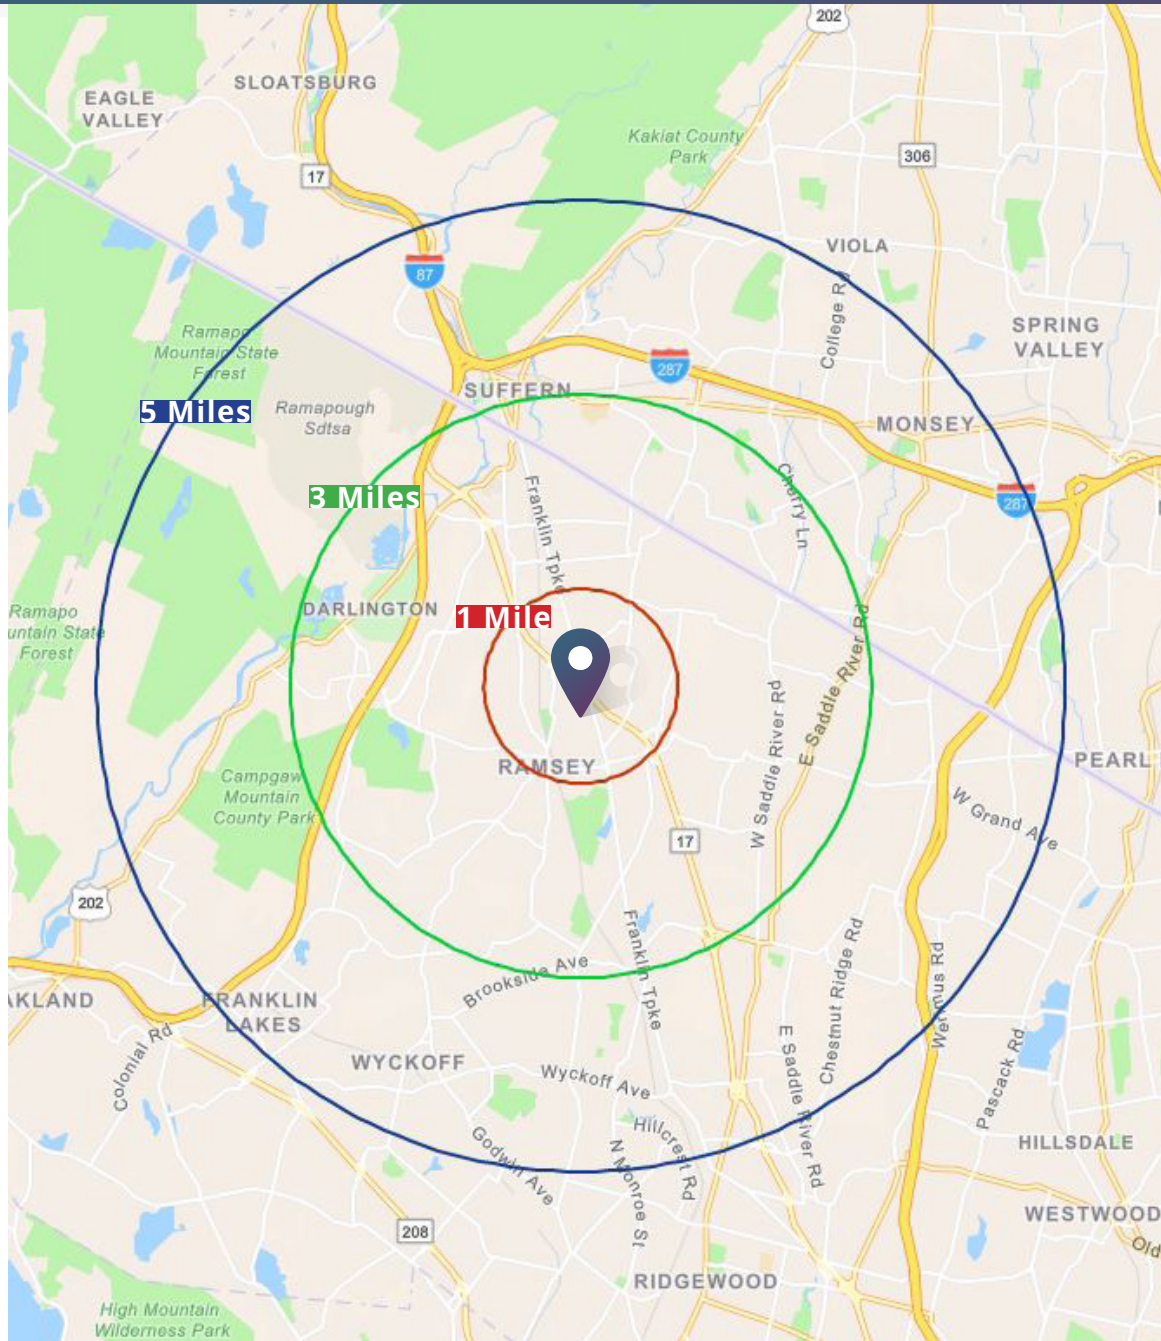 202
SLOATSBURG
EAGLE
VALLEY
Kakiat County
Park
306
17
VIOLA
87
College Rd
SPRING
VALLEY
Ramapo
Mountain State
Forest
287
SUFFERN
5 Miles
Ramapough
Sdtsa
MONSEY
3 Miles
287
Franklin Tpke
Cherry Ln
DARLINGTON
1 Mile
Ramapo
untain State
Forest
E Saddle River Rd
W Saddle River Rd
RAMSEY
PEARL
Campgaw
Mountain
County Park
W Grand Ave
17
202
Franklin Tpke
Brookside Ave
Chestnut Ridge Rd
Wermus Rd
AKLAND
FRANKLIN
LAKES
Colonial Rd
WYCKOFF
Wyckoff Ave
E Saddle River Rd
Pascack Rd
Hillcrest Rd
Godwin Ave
N Monroe St
HILLSDALE
208
WESTWOOD
Old
RIDGEWOOD
High Mountain
Wilderness Park